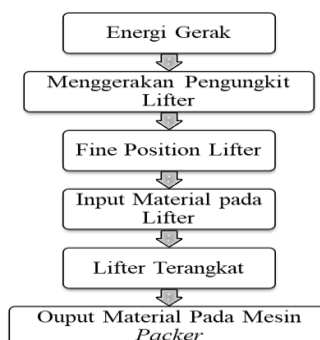 Energi Gerak
Menggerakan Pengungkit
Lifter
Fine Position Lifter
Input Material pada
Lifter
Lifter Terangkat
Ouput Material Pada Mesin
Packer